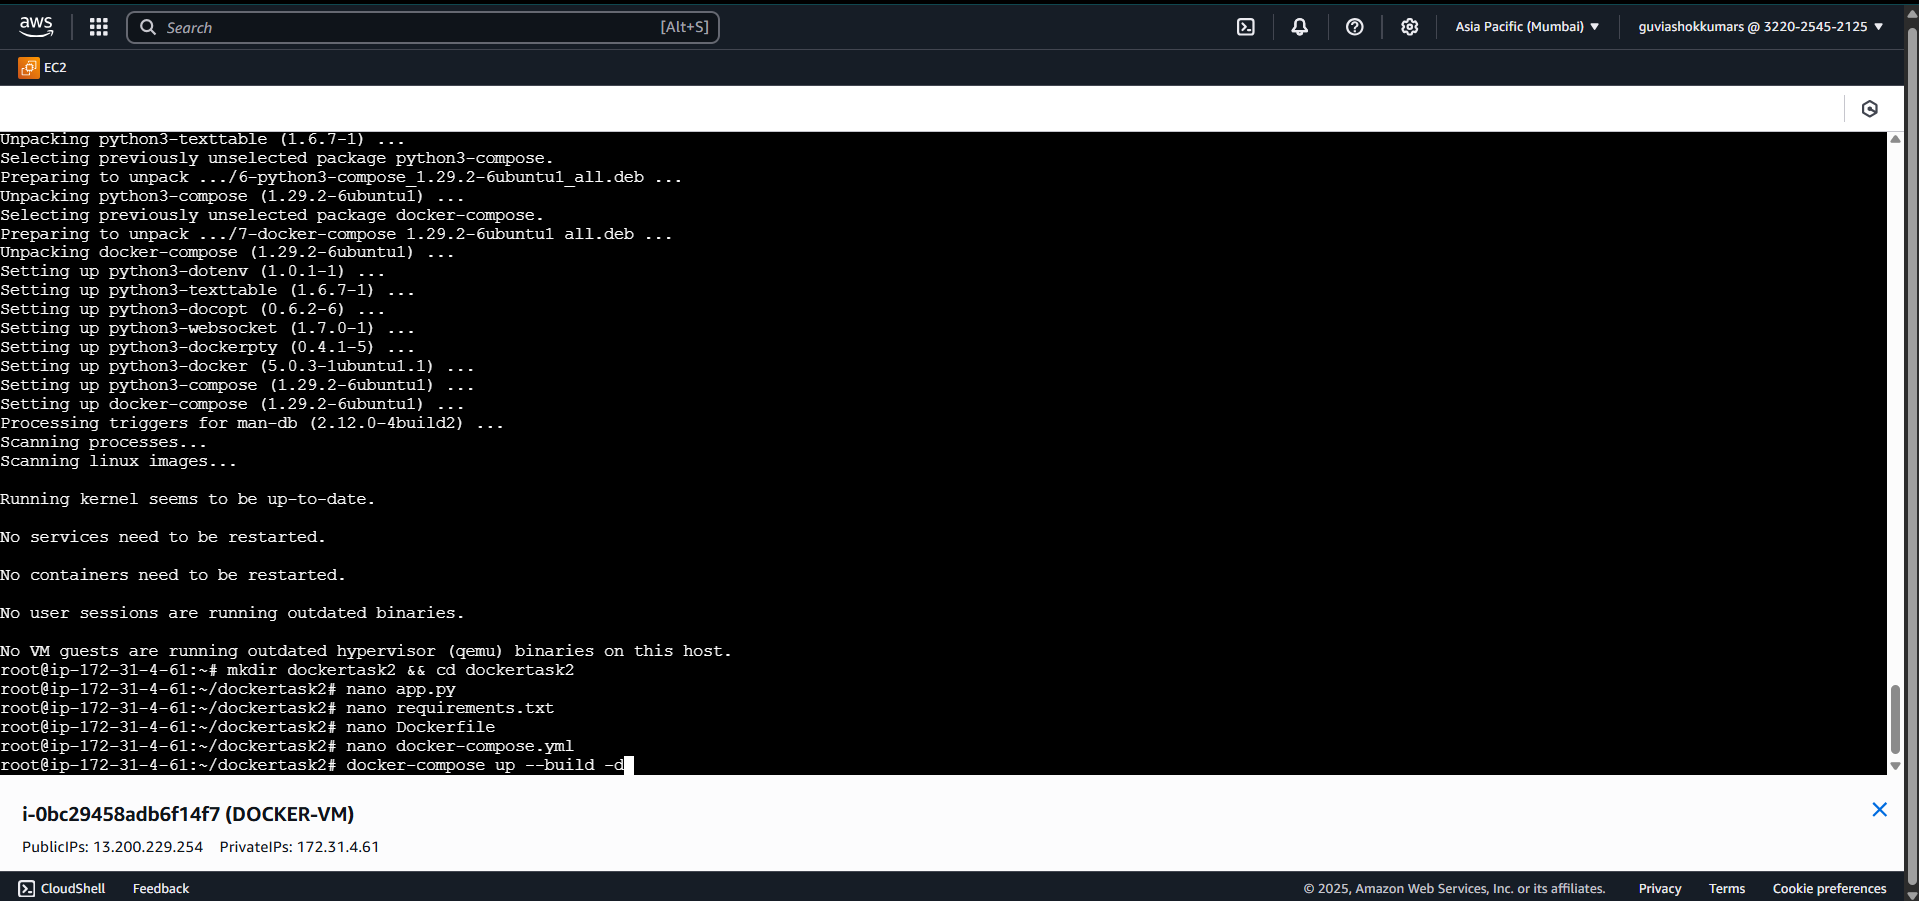 aws
Search [Alt+S]
Asia Pacific (Mumbai)
guviashokkumars @ 3220-2545-2125
EC2
Unpacking python3-texttable (1.6.7-1) ...
Selecting previously unselected package python3-compose.
Preparing to unpack .../6-python3-compose_1.29.2-6ubuntu1_all.deb ...
Unpacking python3-compose (1.29.2-6ubuntu1) ...
Selecting previously unselected package docker-compose.
Preparing to unpack .../7-docker-compose 1.29.2-6ubuntu1 all.deb ...
Unpacking docker-compose (1.29.2-6ubuntu1) ...
Setting up python3-dotenv (1.0.1-1) ...
Setting up python3-texttable (1.6.7-1) ...
Setting up python3-docopt (0.6.2-6) ...
Setting up python3-websocket (1.7.0-1) ...
Setting up python3-dockerpty (0.4.1-5) ...
Setting up python3-docker (5.0.3-1ubuntu1.1) ...
Setting up python3-compose (1.29.2-6ubuntu1) ...
Setting up docker-compose (1.29.2-6ubuntu1) ...
Processing triggers for man-db (2.12.0-4build2) ...
Scanning processes...
Scanning linux images...
Running kernel seems to be up-to-date.
No services need to be restarted.
No containers need to be restarted.
No user sessions are running outdated binaries.
No VM guests are running outdated hypervisor (qemu) binaries on this host.
root@ip-172-31-4-61:~# mkdir dockertask2 && cd dockertask2
root@ip-172-31-4-61:~/dockertask2# nano app.py
root@ip-172-31-4-61:~/dockertask2# nano requirements.txt
root@ip-172-31-4-61:~/dockertask2# nano Dockerfile
root@ip-172-31-4-61:~/dockertask2# nano docker-compose.yml
root@ip-172-31-4-61:~/dockertask2# docker-compose up --build -d
i-0bc29458adb6f14f7 (DOCKER-VM)
PublicIPs: 13.200.229.254 PrivateIPs: 172.31.4.61
CloudShell Feedback © 2025, Amazon Web Services, Inc. or its affiliates. Privacy Terms Cookie preferences